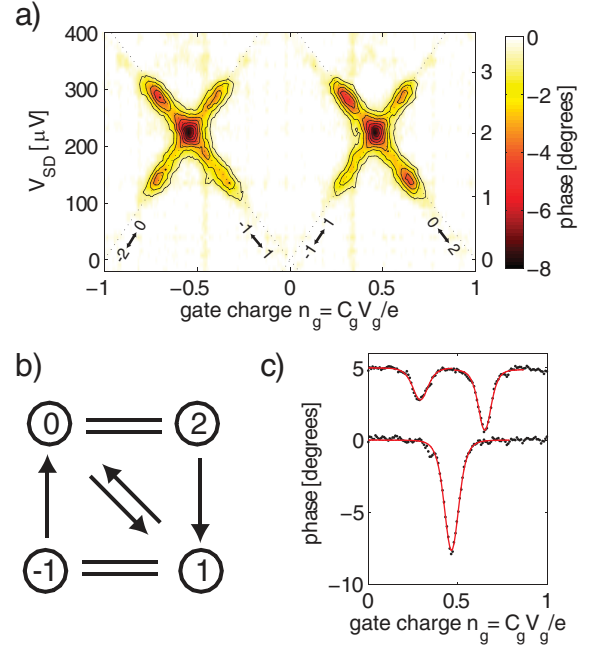 a)
400
300
200
100
0
V_SD [ µV]
-2 ↔ 0
-1 ↔ 1
-1 ↔ 1
0 ↔ 2
−1 −0.5 0 0.5 1
gate charge n_g = C_g V_g/e
3
2
1
0
0
−2
−4
−6
−8
phase [degrees]
b)
0 2
-1 1
c)
5
0
−5
−10
phase [degrees]
0 0.5 1
gate charge n_g = C_g V_g/e